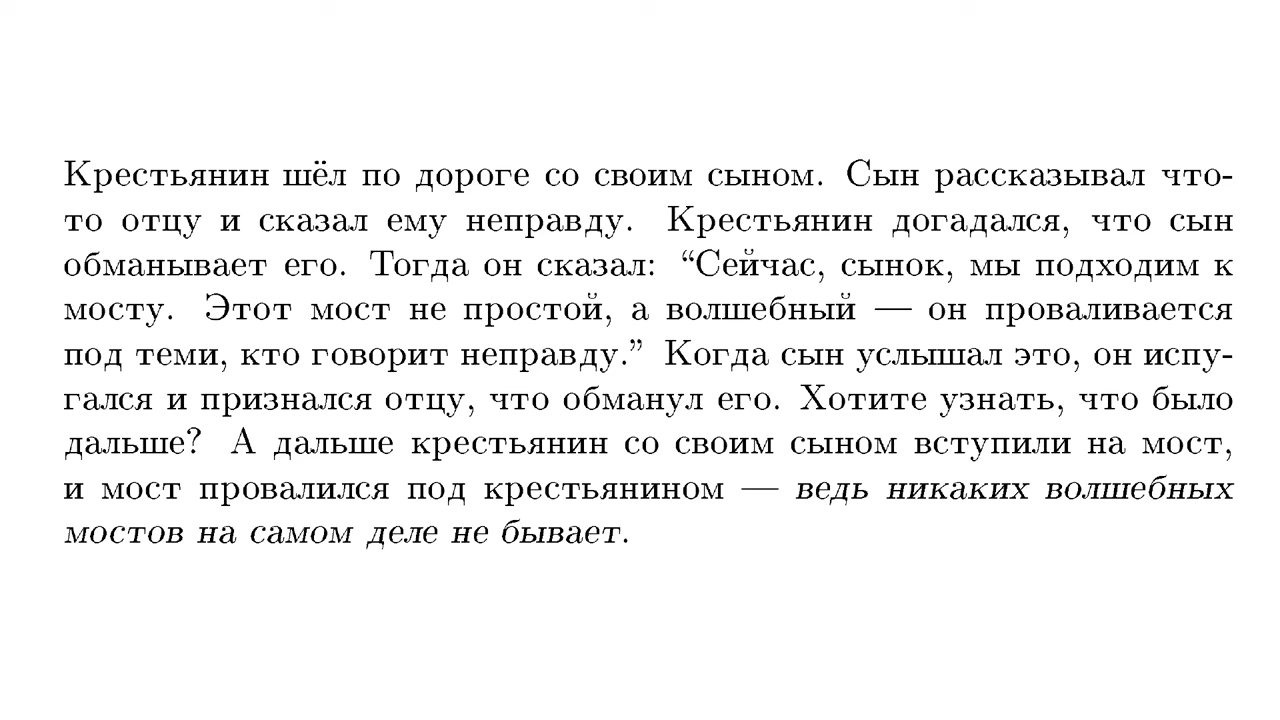 Крестьянин шёл по дороге со своим сыном. Сын рассказывал что-
то отцу и сказал ему неправду. Крестьянин догадался, что сын
обманывает его. Тогда он сказал: “Сейчас, сынок, мы подходим к
мосту. Этот мост не простой, а волшебный — он проваливается
под теми, кто говорит неправду.” Когда сын услышал это, он испу-
гался и признался отцу, что обманул его. Хотите узнать, что было
дальше? А дальше крестьянин со своим сыном вступили на мост,
и мост провалился под крестьянином — ведь никаких волшебных
мостов на самом деле не бывает.